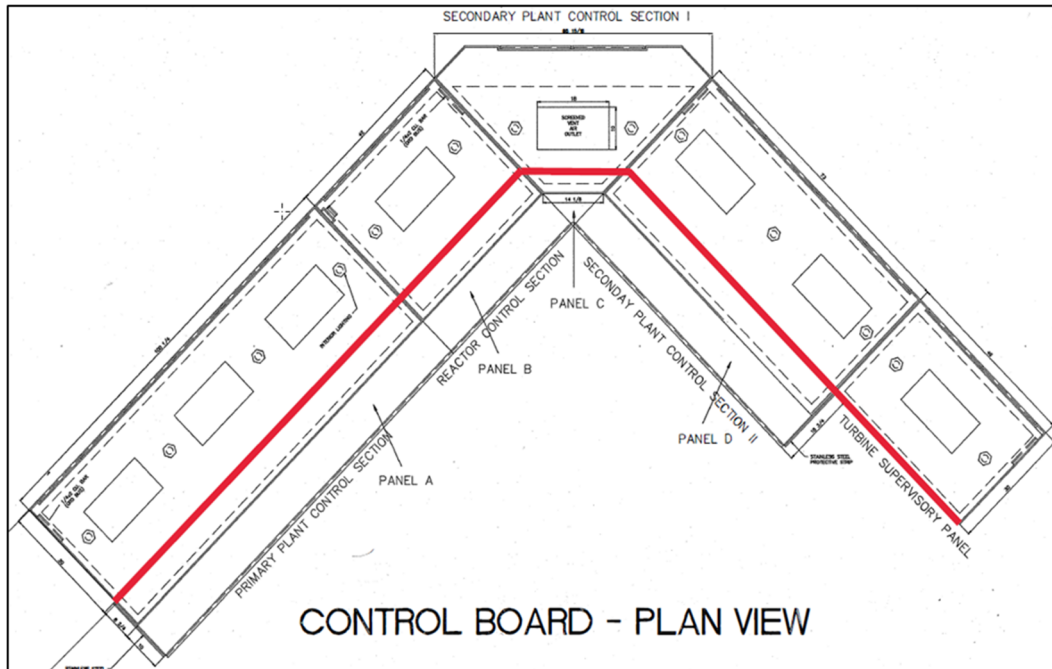 SECONDARY PLANT CONTROL SECTION I
SCREENED
VENT
AIR
OUTLET
14 1/8
INTERIOR LIGHTING
PANEL C
REACTOR CONTROL SECTION
SECONDAY PLANT CONTROL SECTION II
PANEL B
PANEL D
STAINLESS STEEL
PROTECTIVE STRIP
TURBINE SUPERVISORY PANEL
PANEL A
PRIMARY PLANT CONTROL SECTION
CONTROL BOARD - PLAN VIEW